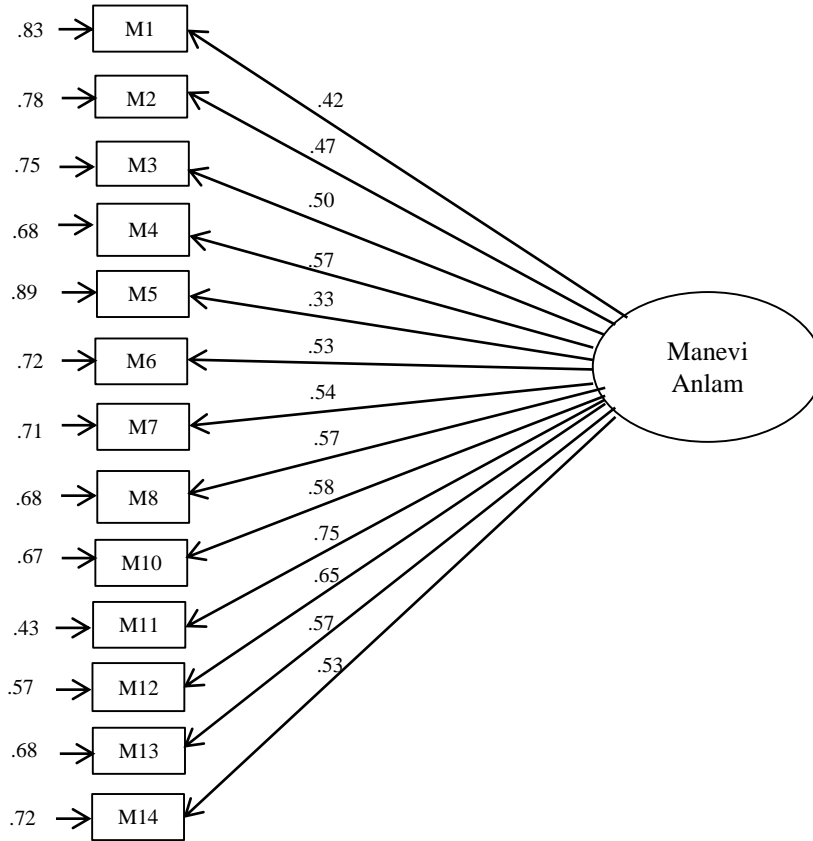 .83 M1
.42
.78 M2
.47
.75 M3
.50
.68 M4
.57
.89 M5
.33
.72 M6
.53
Manevi
Anlam
.71 M7
.54
.68 M8
.57
.67 M10
.58
.43 M11
.75
.57 M12
.65
.68 M13
.57
.72 M14
.53